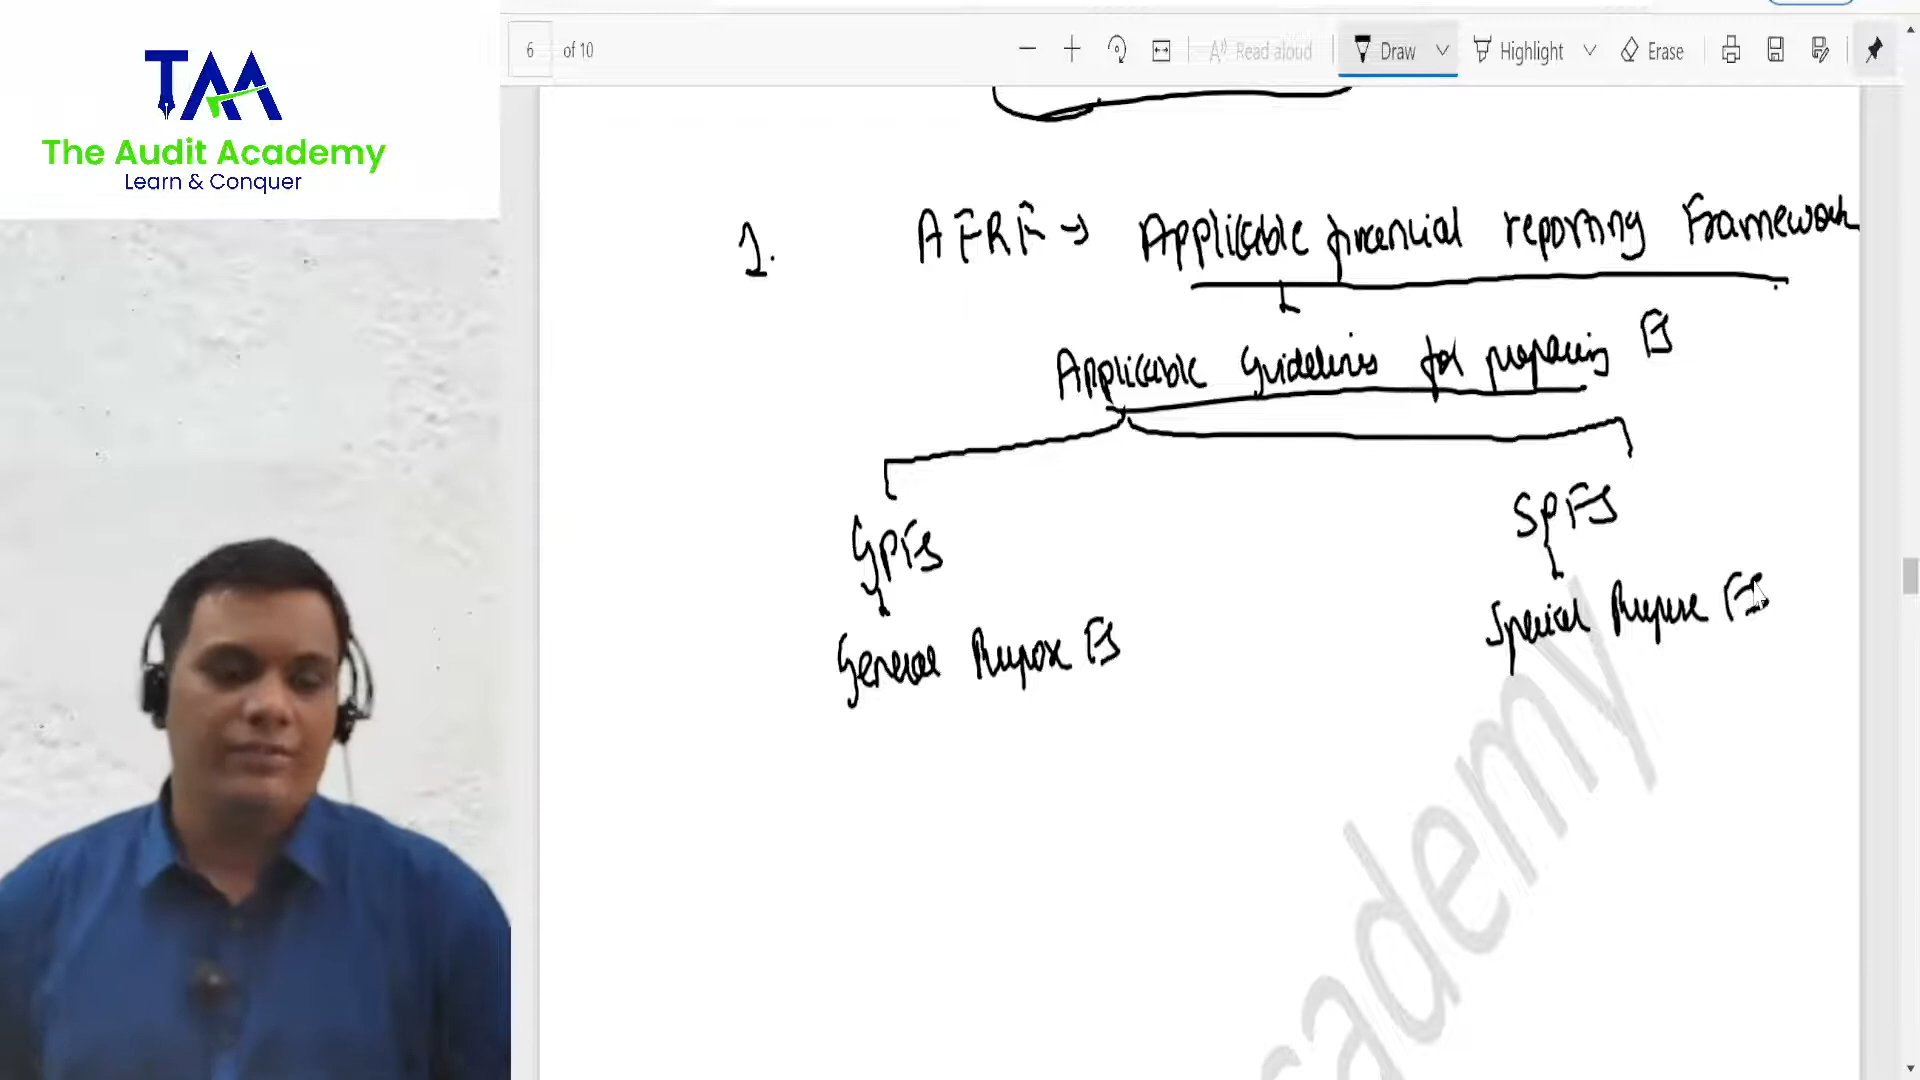 TAA
The Audit Academy
Learn & Conquer
6 of 10
Read aloud
Draw
Highlight
Erase
1. AFRF → Applicable financial reporting Framework
Applicable Guidelines for preparing FS
GPFS
SPFS
General Purpose FS
Special Purpose FS
cademy